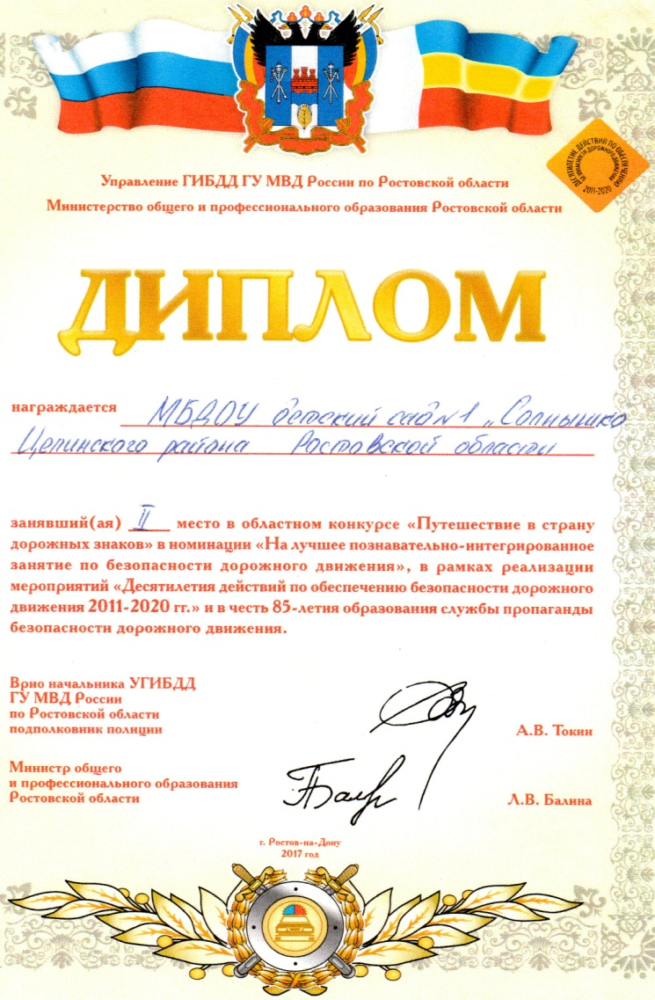 ДЕСЯТИЛЕТИЕ ДЕЙСТВИЙ ПО ОБЕСПЕЧЕНИЮ
БЕЗОПАСНОСТИ ДОРОЖНОГО ДВИЖЕНИЯ
2011-2020
Управление ГИБДД ГУ МВД России по Ростовской области
Министерство общего и профессионального образования Ростовской области
ДИПЛОМ
награждается МБДОУ детский сад №1 „Солнышко
Целинского района Ростовской области
занявший(ая) II место в областном конкурсе «Путешествие в страну
дорожных знаков» в номинации «На лучшее познавательно-интегрированное
занятие по безопасности дорожного движения», в рамках реализации
мероприятий «Десятилетия действий по обеспечению безопасности дорожного
движения 2011-2020 гг.» и в честь 85-летия образования службы пропаганды
безопасности дорожного движения.
Врио начальника УГИБДД
ГУ МВД России
по Ростовской области
подполковник полиции
А.В. Токин
Министр общего
и профессионального образования
Ростовской области
Л.В. Балина
г. Ростов-на-Дону
2017 год